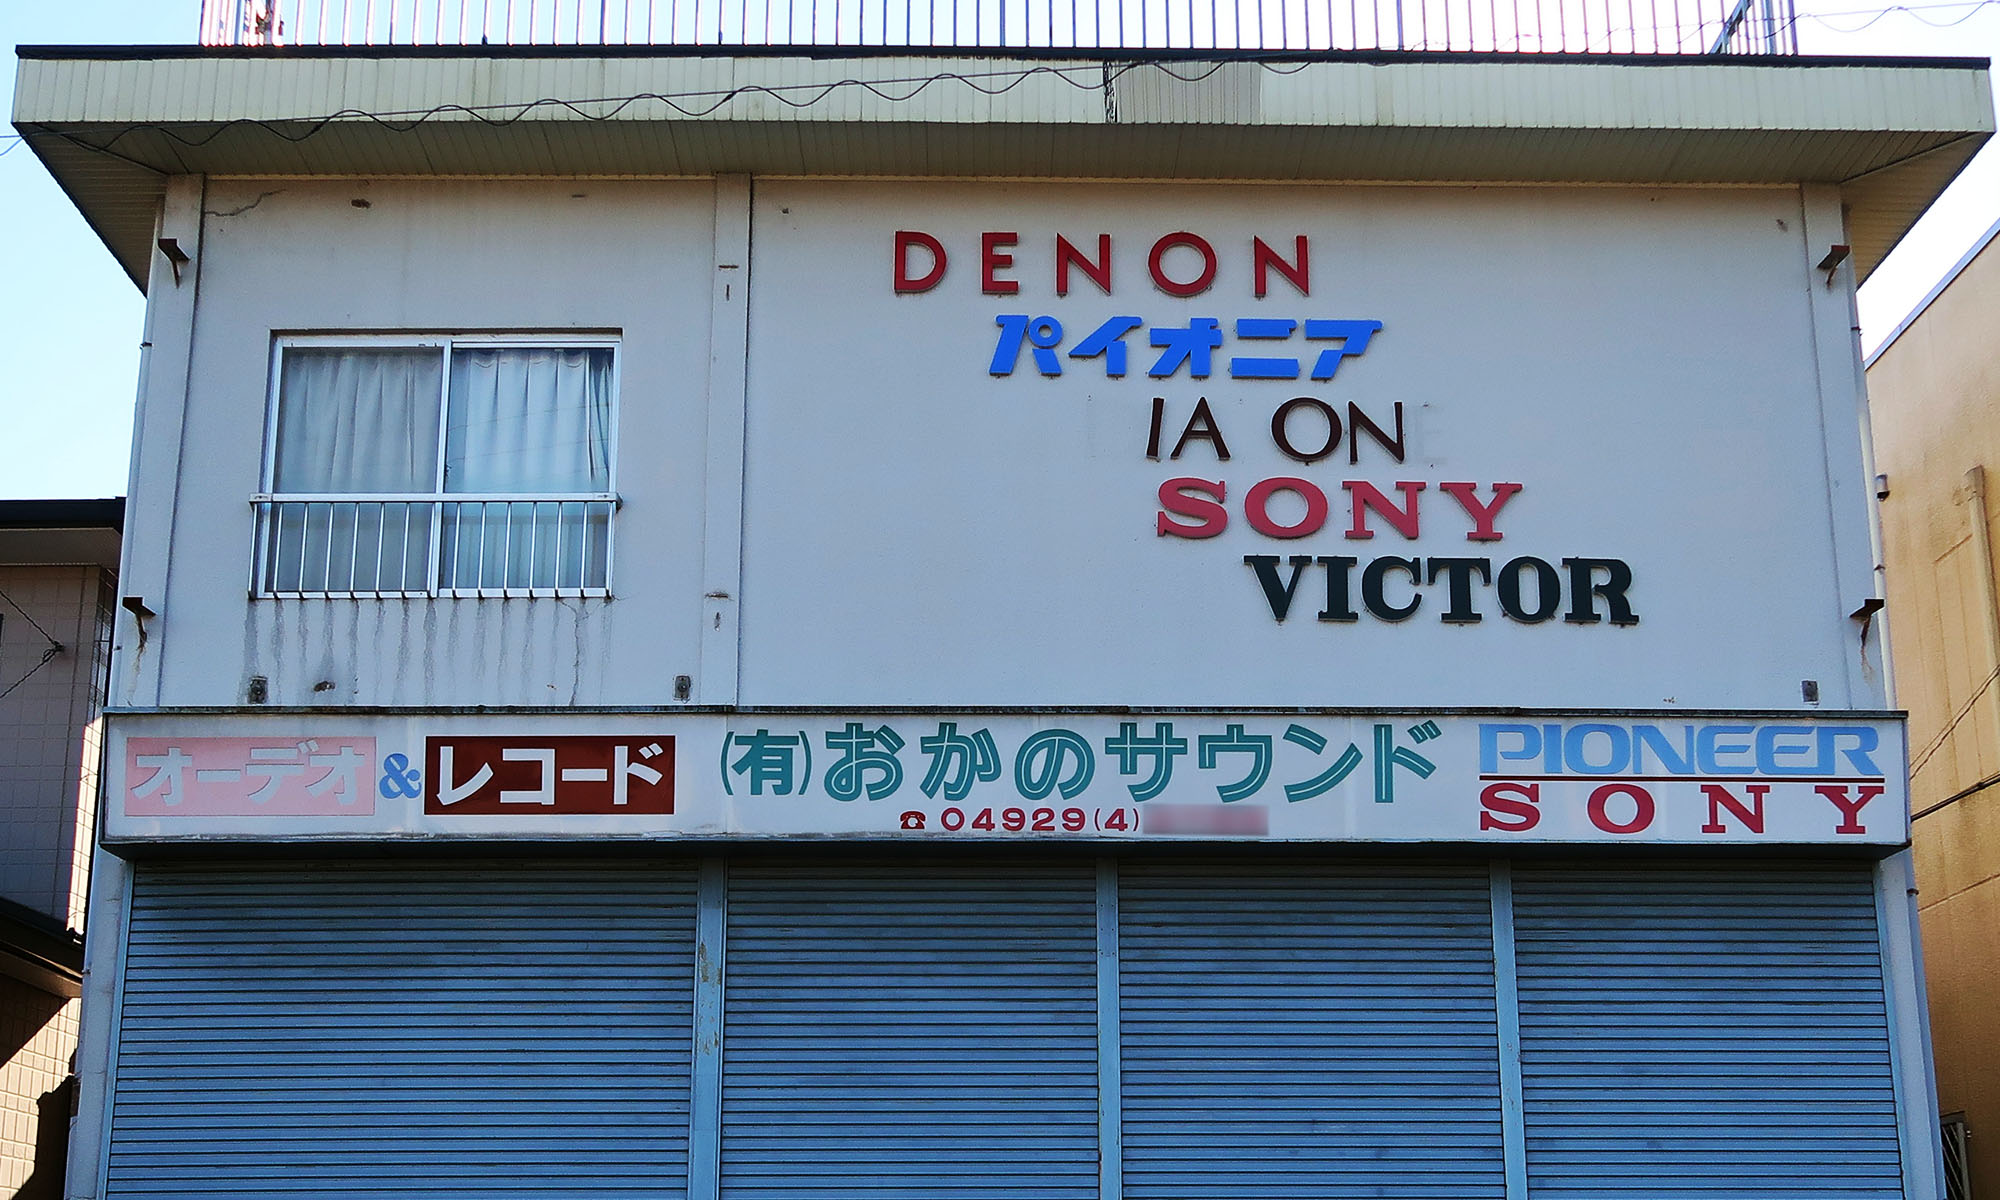 DENON
パイオニア
IA ON
SONY
VICTOR
オーデオ&レコード
(有)おかのサウンド
☎04929(4)
PIONEER
SONY